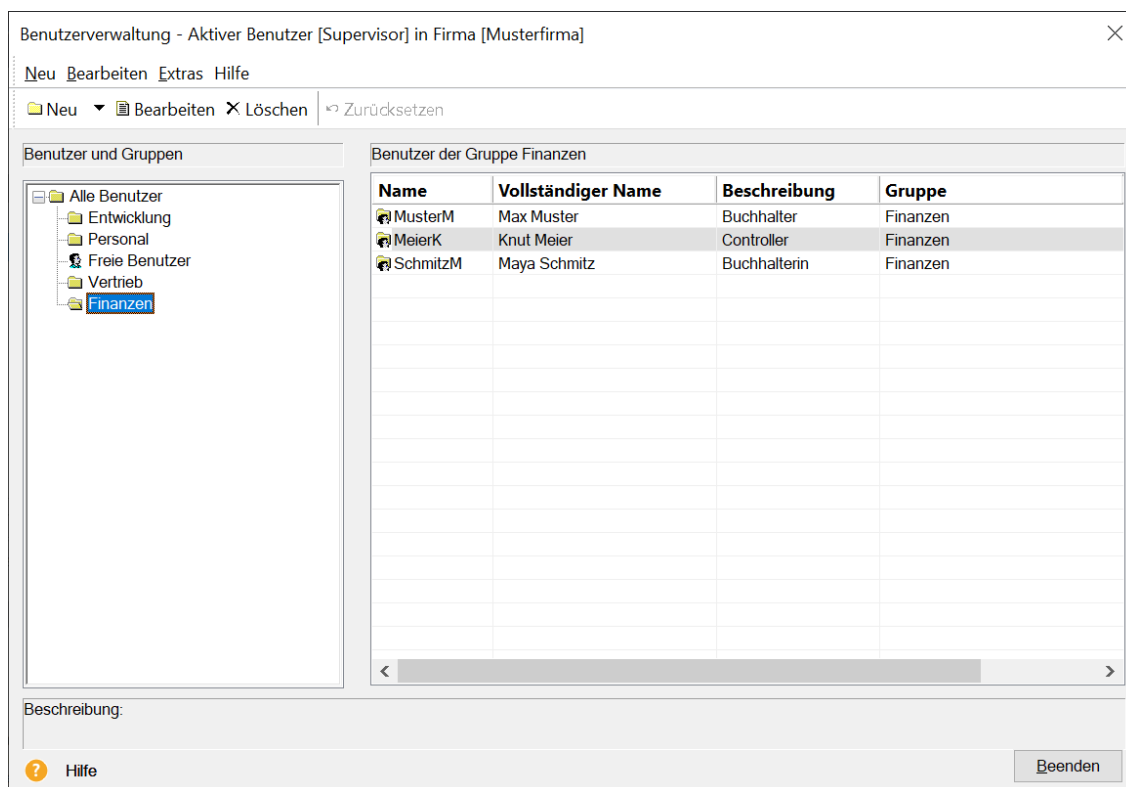 Benutzerverwaltung - Aktiver Benutzer [Supervisor] in Firma [Musterfirma]
Neu Bearbeiten Extras Hilfe
Neu Bearbeiten Löschen Zurücksetzen
Benutzer und Gruppen
Alle Benutzer
Entwicklung
Personal
Freie Benutzer
Vertrieb
Finanzen
Benutzer der Gruppe Finanzen
Name Vollständiger Name Beschreibung Gruppe
MusterM Max Muster Buchhalter Finanzen
MeierK Knut Meier Controller Finanzen
SchmitzM Maya Schmitz Buchhalterin Finanzen
Beschreibung:
? Hilfe
Beenden